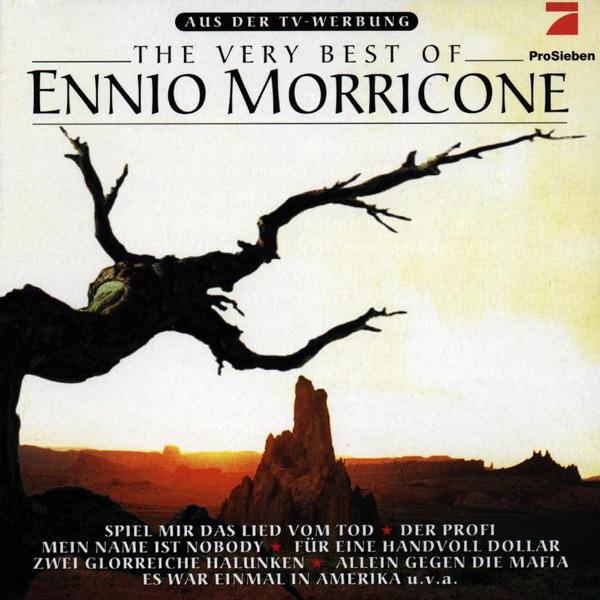 AUS DER TV-WERBUNG
THE VERY BEST OF
ProSieben
ENNIO MORRICONE
SPIEL MIR DAS LIED VOM TOD ★ DER PROFI
MEIN NAME IST NOBODY ★ FÜR EINE HANDVOLL DOLLAR
ZWEI GLORREICHE HALUNKEN ★ ALLEIN GEGEN DIE MAFIA
ES WAR EINMAL IN AMERIKA u.v.a.